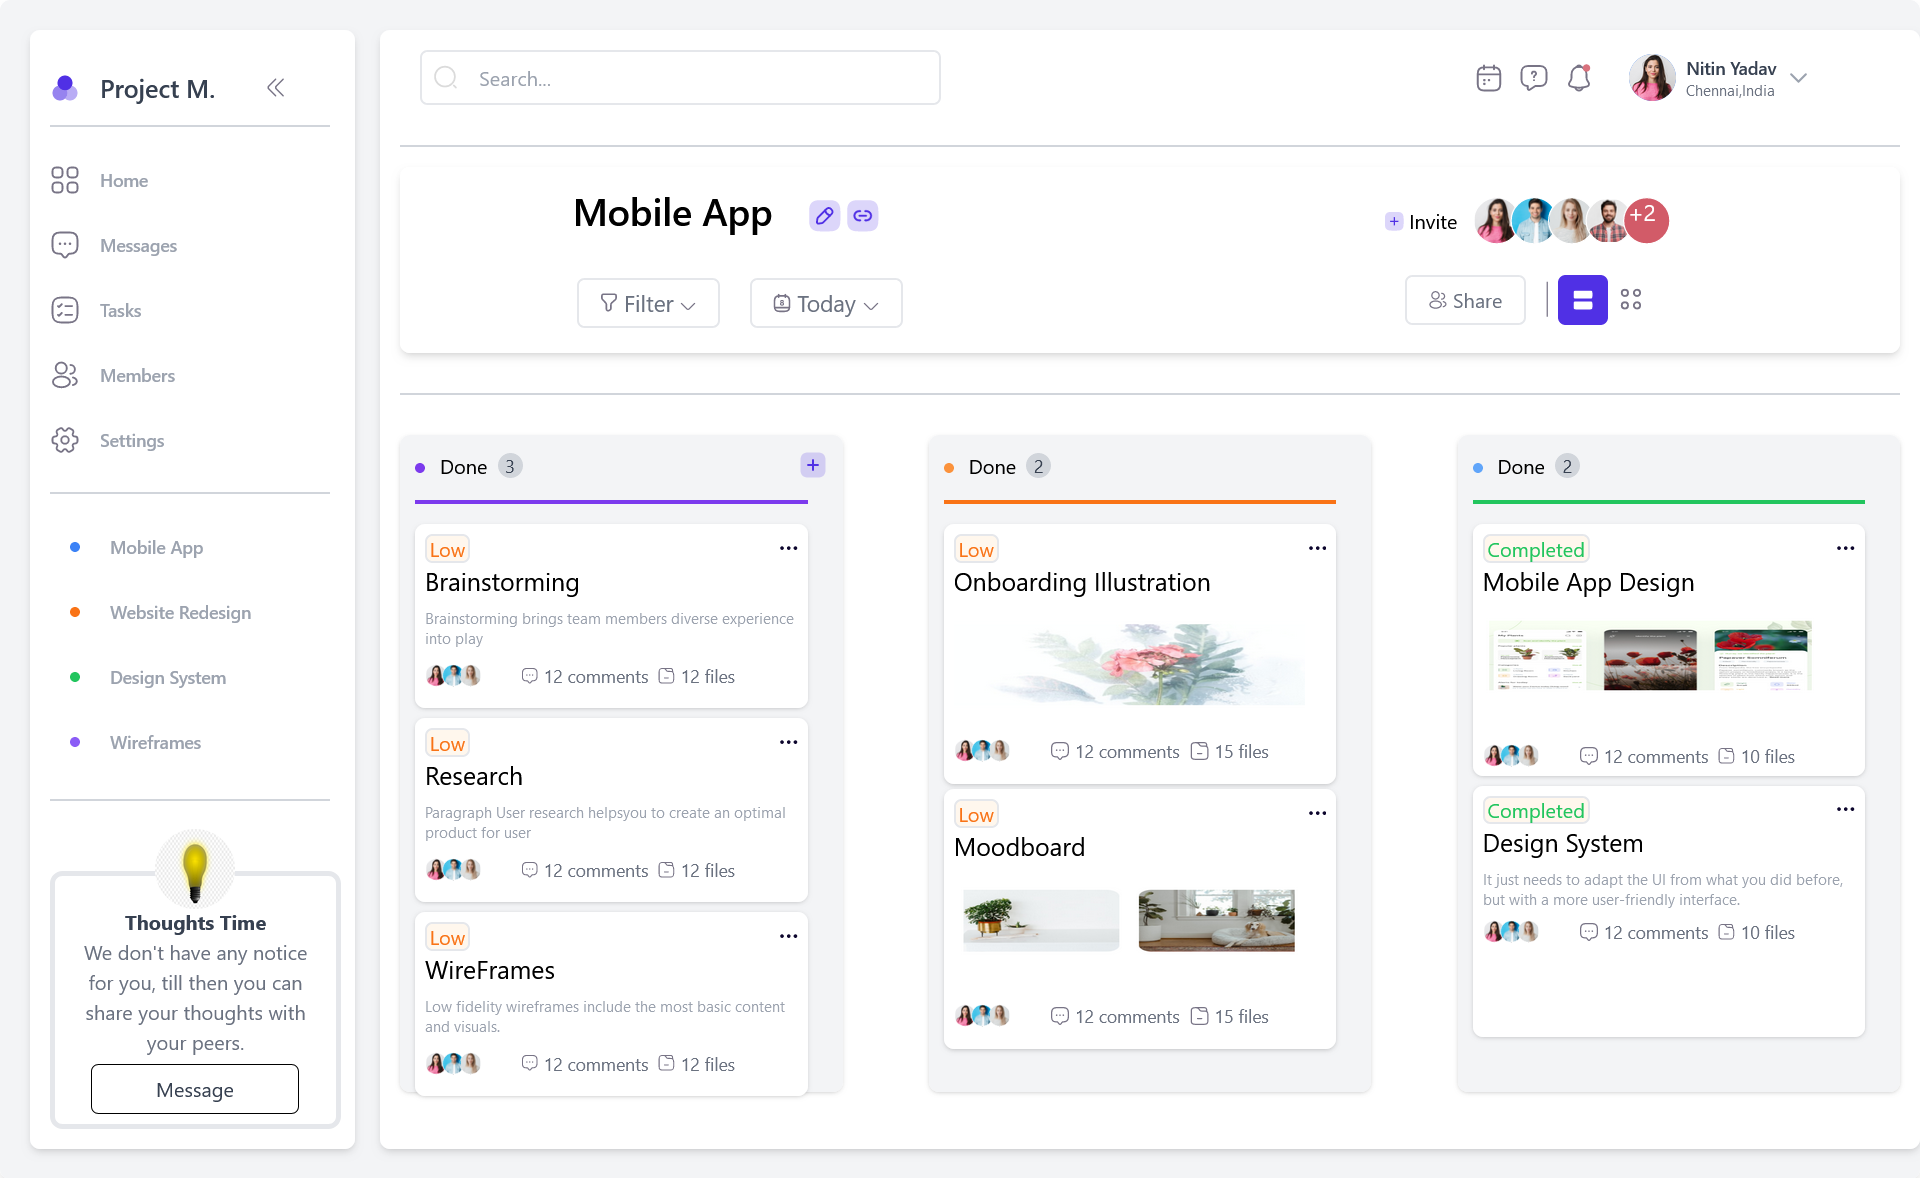 Project M.
Home
Messages
Tasks
Members
Settings
Mobile App
Website Redesign
Design System
Wireframes
Thoughts Time
We don't have any notice
for you, till then you can
share your thoughts with
your peers.
Message
Search...
Nitin Yadav
Chennai,India
Mobile App
+ Invite
+2
Filter
Today
Share
Done 3
+
Low
Brainstorming
Brainstorming brings team members diverse experience
into play
12 comments 12 files
Low
Research
Paragraph User research helpsyou to create an optimal
product for user
12 comments 12 files
Low
WireFrames
Low fidelity wireframes include the most basic content
and visuals.
12 comments 12 files
Done 2
Low
Onboarding Illustration
12 comments 15 files
Low
Moodboard
12 comments 15 files
Done 2
Completed
Mobile App Design
12 comments 10 files
Completed
Design System
It just needs to adapt the UI from what you did before,
but with a more user-friendly interface.
12 comments 10 files